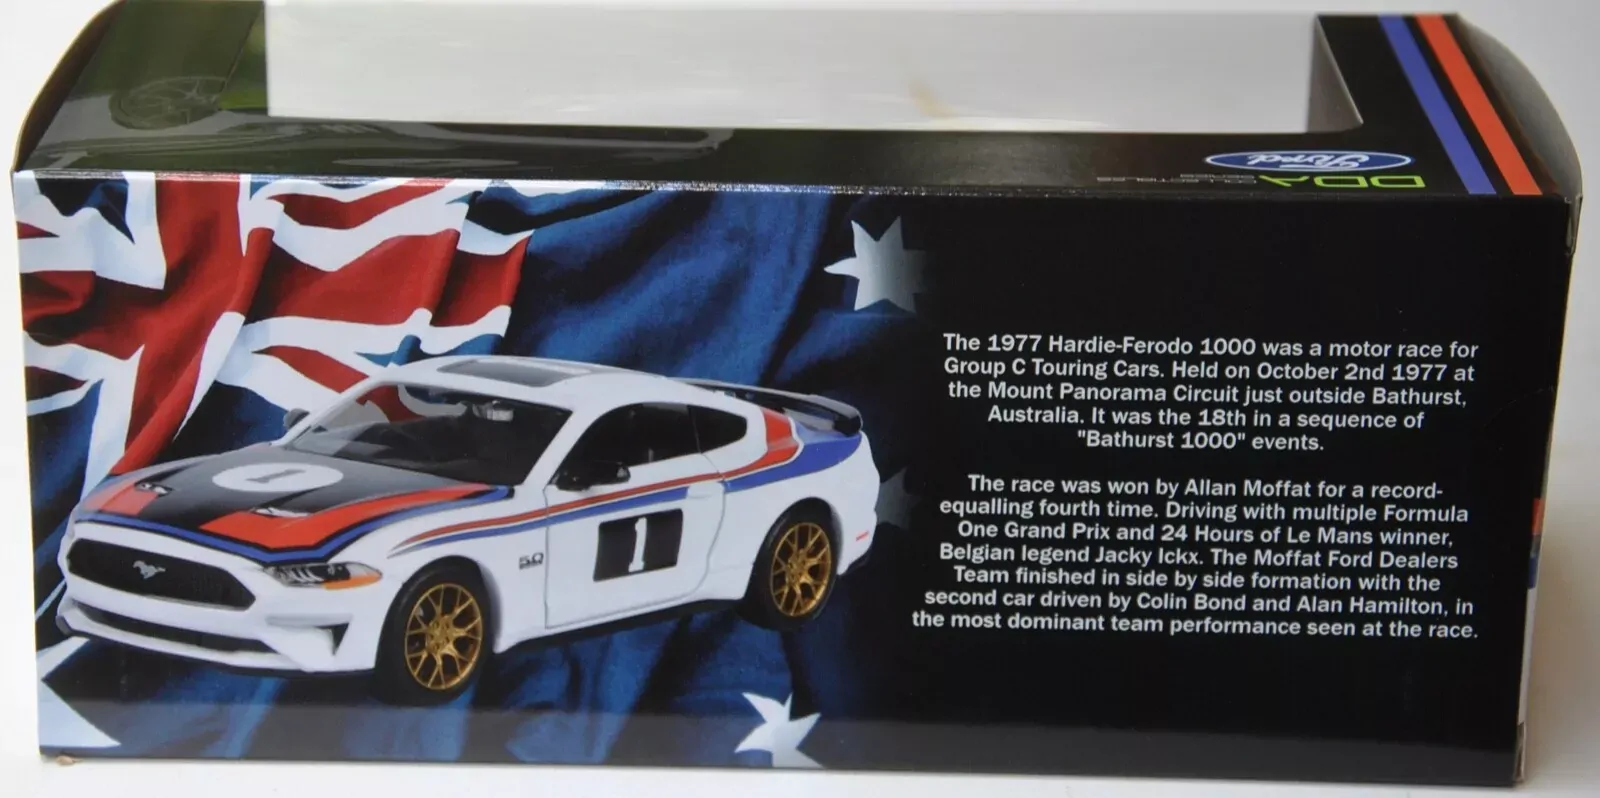 Ford
DDA COLLECTIBLES
SERIES
The 1977 Hardie-Ferodo 1000 was a motor race for
Group C Touring Cars. Held on October 2nd 1977 at
the Mount Panorama Circuit just outside Bathurst,
Australia. It was the 18th in a sequence of
"Bathurst 1000" events.
The race was won by Allan Moffat for a record-
equalling fourth time. Driving with multiple Formula
One Grand Prix and 24 Hours of Le Mans winner,
Belgian legend Jacky Ickx. The Moffat Ford Dealers
Team finished in side by side formation with the
second car driven by Colin Bond and Alan Hamilton, in
the most dominant team performance seen at the race.
1
5.0
1